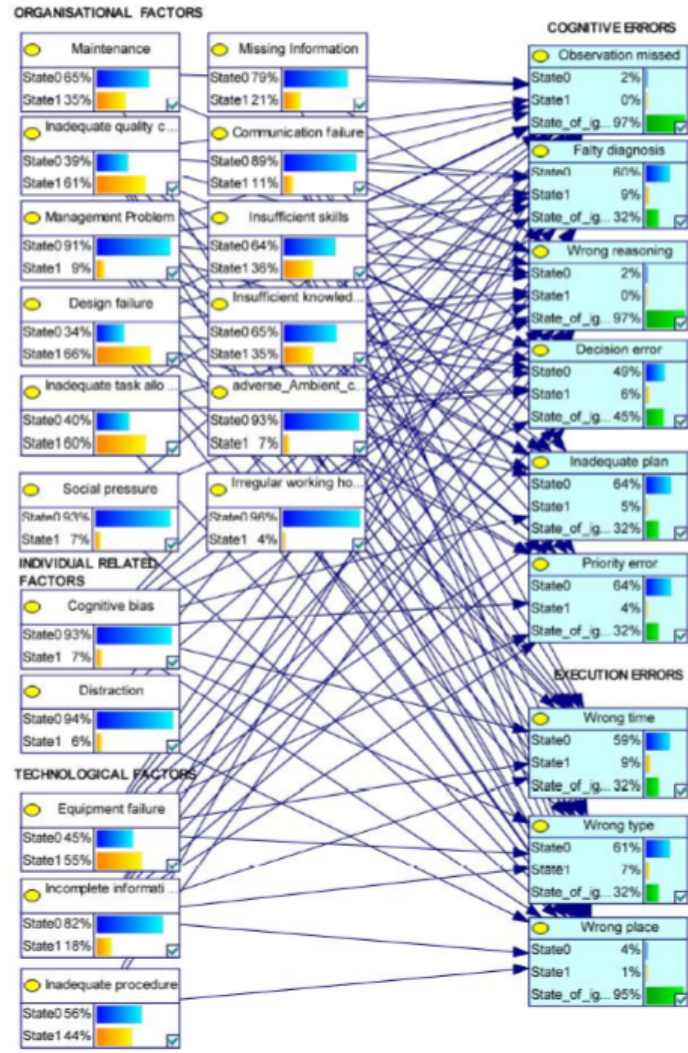 ORGANISATIONAL FACTORS
Maintenance
State0 65%
State1 35%
Inadequate quality c...
State0 39%
State1 61%
Management Problem
State0 91%
State1 9%
Design failure
State0 34%
State1 66%
Inadequate task allo...
State0 40%
State1 60%
Social pressure
State0 93%
State1 7%
Missing Information
State0 79%
State1 21%
Communication failure
State0 89%
State1 11%
Insufficient skills
State0 64%
State1 36%
Insufficient knowled...
State0 65%
State1 35%
adverse_Ambient_c...
State0 93%
State1 7%
Irregular working ho...
State0 96%
State1 4%
INDIVIDUAL RELATED
FACTORS
Cognitive bias
State0 93%
State1 7%
Distraction
State0 94%
State1 6%
TECHNOLOGICAL FACTORS
Equipment failure
State0 45%
State1 55%
Incomplete informati...
State0 82%
State1 18%
Inadequate procedure
State0 56%
State1 44%
COGNITIVE ERRORS
Observation missed
State0 2%
State1 0%
State_of_ig... 97%
Falty diagnosis
State0 60%
State1 9%
State_of_ig... 32%
Wrong reasoning
State0 2%
State1 0%
State_of_ig... 97%
Decision error
State0 49%
State1 6%
State_of_ig... 45%
Inadequate plan
State0 64%
State1 5%
State_of_ig... 32%
Priority error
State0 64%
State1 4%
State_of_ig... 32%
EXECUTION ERRORS
Wrong time
State0 59%
State1 9%
State_of_ig... 32%
Wrong type
State0 61%
State1 7%
State_of_ig... 32%
Wrong place
State0 4%
State1 1%
State_of_ig... 95%